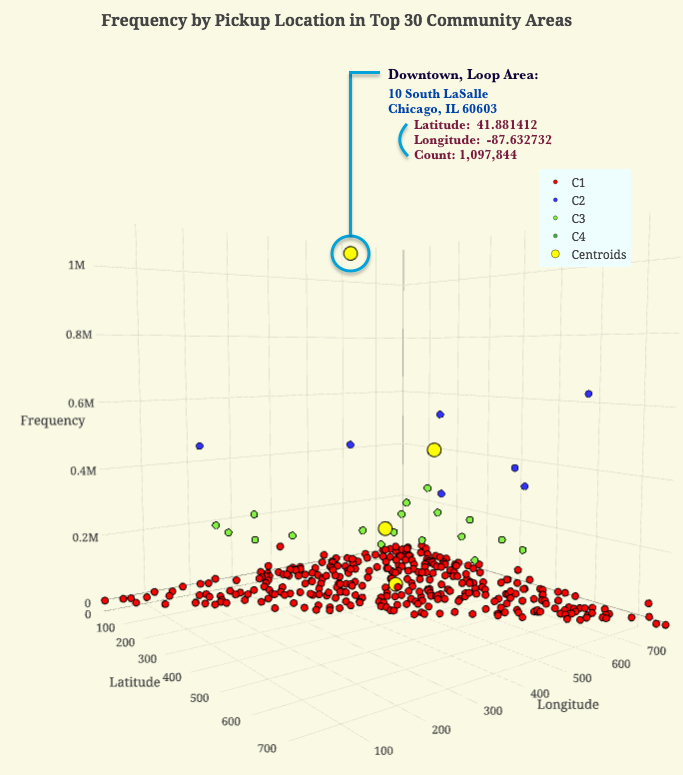 Frequency by Pickup Location in Top 30 Community Areas
Downtown, Loop Area:
10 South LaSalle
Chicago, IL 60603
Latitude: 41.881412
Longitude: -87.632732
Count: 1,097,844
C1
C2
C3
C4
Centroids
1M
0.8M
0.6M
Frequency
0.4M
0.2M
0
0
100
200
300
400
500
600
700
Latitude
100
200
300
400
500
600
700
Longitude